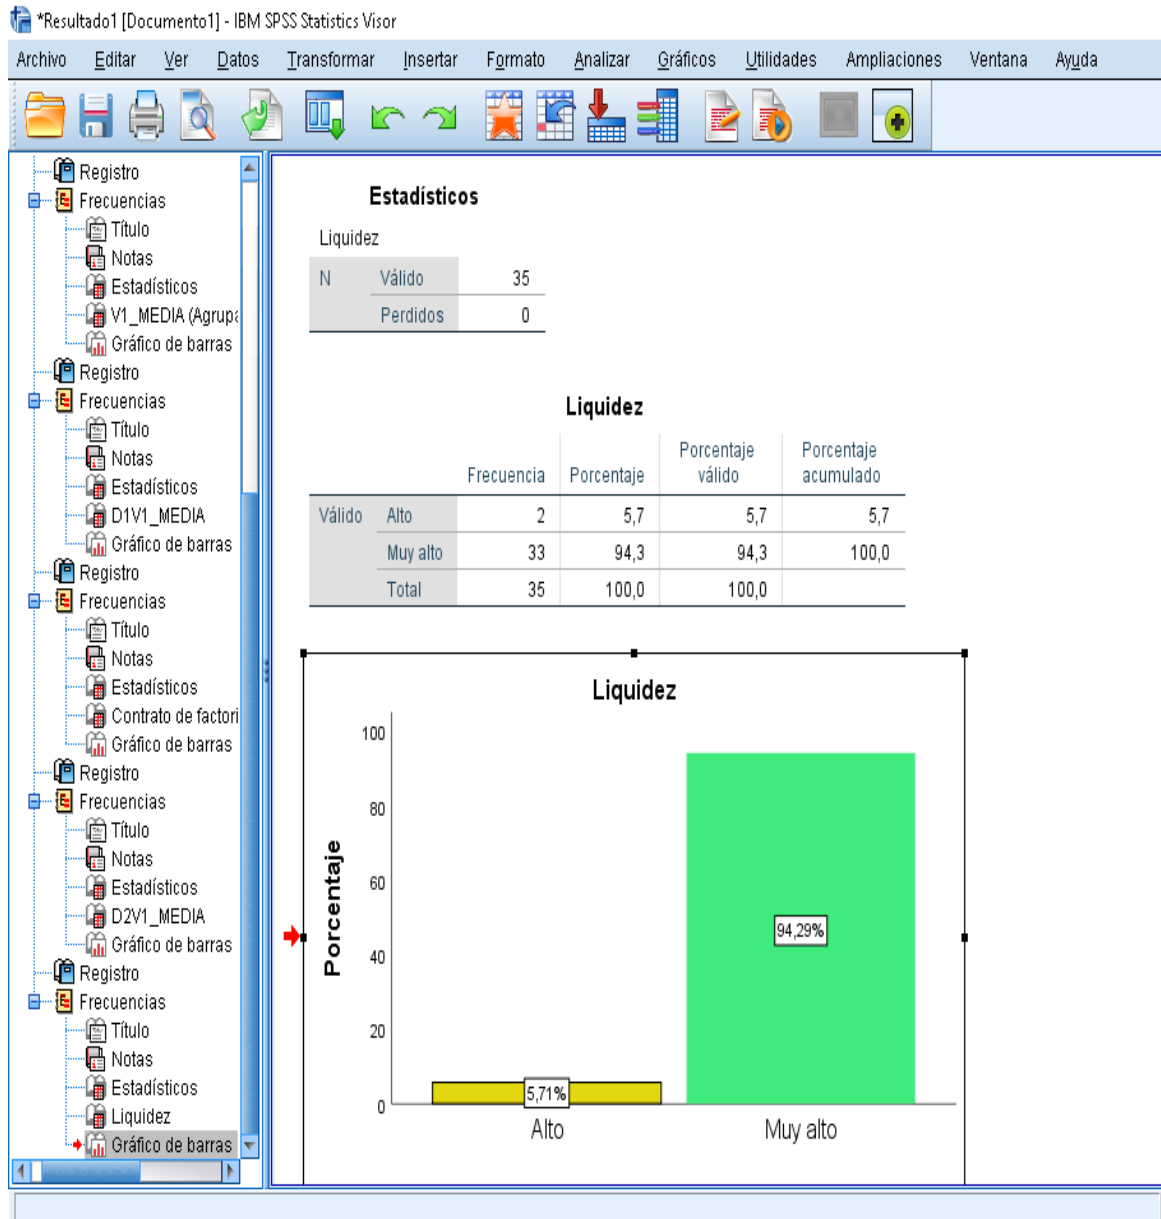 *Resultado1 [Documento1] - IBM SPSS Statistics Visor
Archivo Editar Ver Datos Transformar Insertar Formato Analizar Gráficos Utilidades Ampliaciones Ventana Ayuda
Registro
Frecuencias
Título
Notas
Estadísticos
V1_MEDIA (Agrupa
Gráfico de barras
Registro
Frecuencias
Título
Notas
Estadísticos
D1V1_MEDIA
Gráfico de barras
Registro
Frecuencias
Título
Notas
Estadísticos
Contrato de factori
Gráfico de barras
Registro
Frecuencias
Título
Notas
Estadísticos
D2V1_MEDIA
Gráfico de barras
Registro
Frecuencias
Título
Notas
Estadísticos
Liquidez
Gráfico de barras
Estadísticos
Liquidez
N Válido 35
Perdidos 0
Liquidez
Frecuencia Porcentaje Porcentaje válido Porcentaje acumulado
Válido Alto 2 5,7 5,7 5,7
Muy alto 33 94,3 94,3 100,0
Total 35 100,0 100,0
Liquidez
Porcentaje
100
80
60
40
20
0
94,29%
5,71%
Alto Muy alto